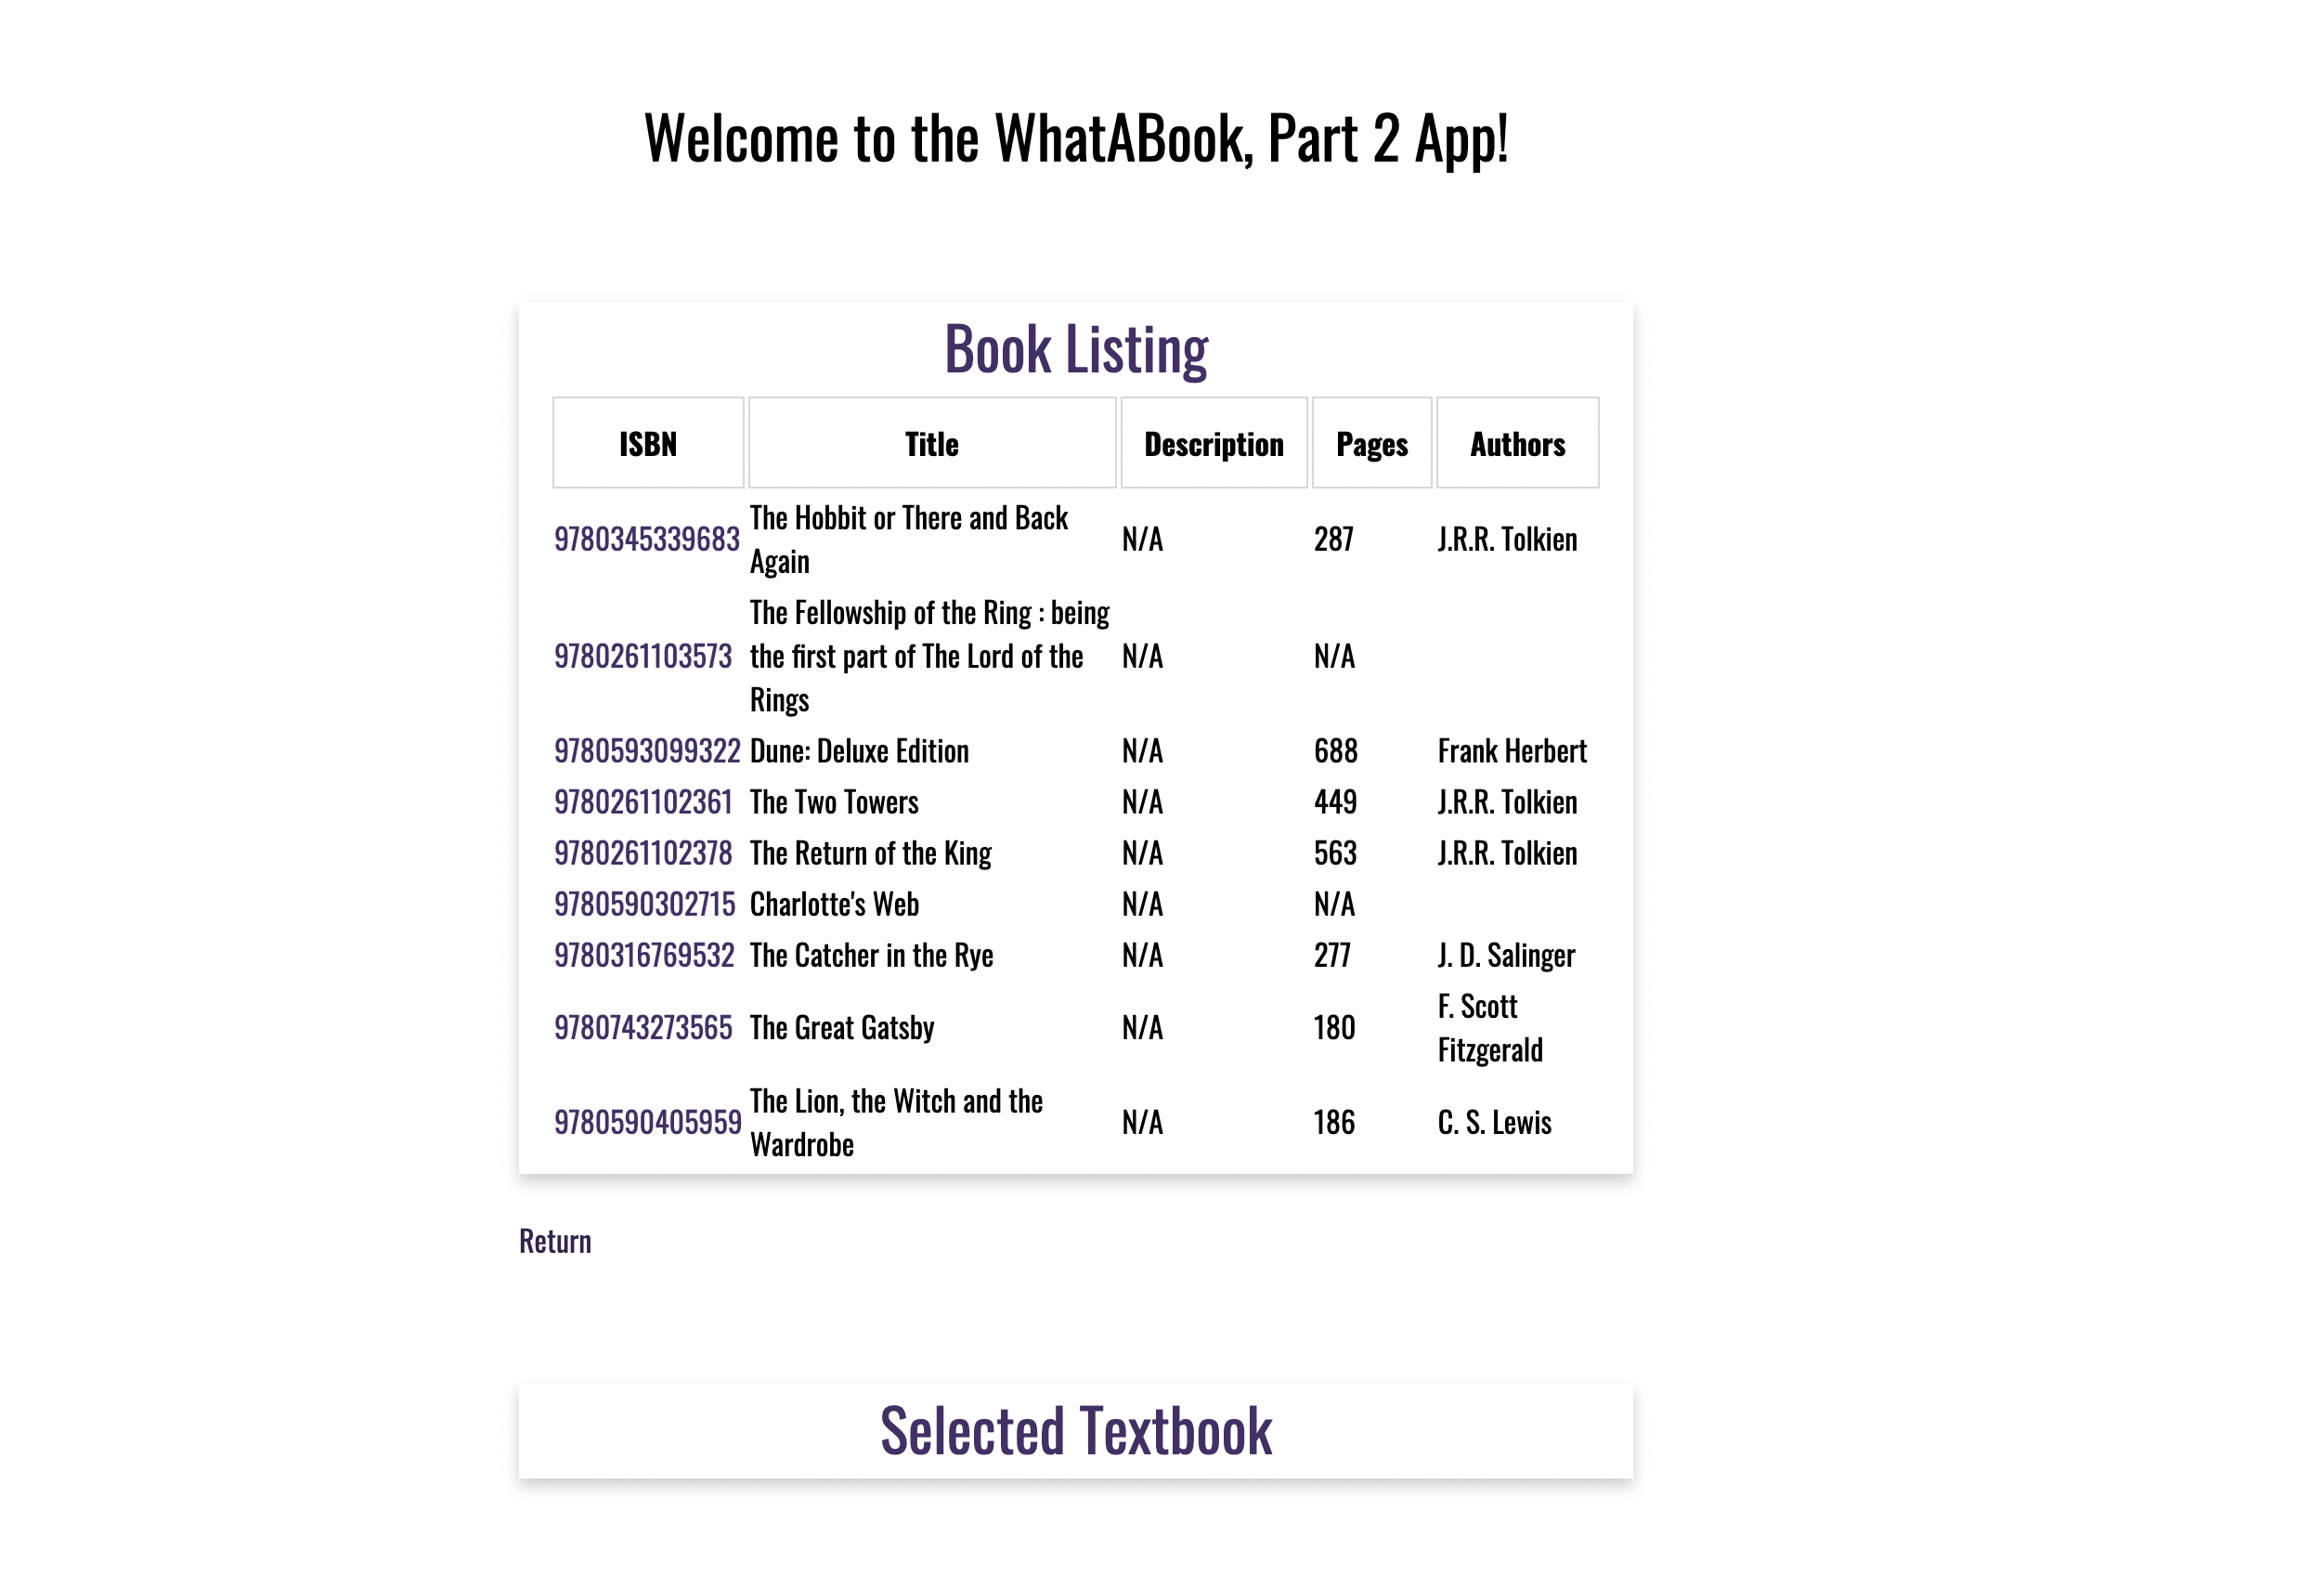 Welcome to the WhatABook, Part 2 App!
Book Listing
ISBN Title Description Pages Authors
9780345339683 The Hobbit or There and Back Again N/A 287 J.R.R. Tolkien
9780261103573 The Fellowship of the Ring : being the first part of The Lord of the Rings N/A N/A
9780593099322 Dune: Deluxe Edition N/A 688 Frank Herbert
9780261102361 The Two Towers N/A 449 J.R.R. Tolkien
9780261102378 The Return of the King N/A 563 J.R.R. Tolkien
9780590302715 Charlotte's Web N/A N/A
9780316769532 The Catcher in the Rye N/A 277 J. D. Salinger
9780743273565 The Great Gatsby N/A 180 F. Scott Fitzgerald
9780590405959 The Lion, the Witch and the Wardrobe N/A 186 C. S. Lewis
Return
Selected Textbook